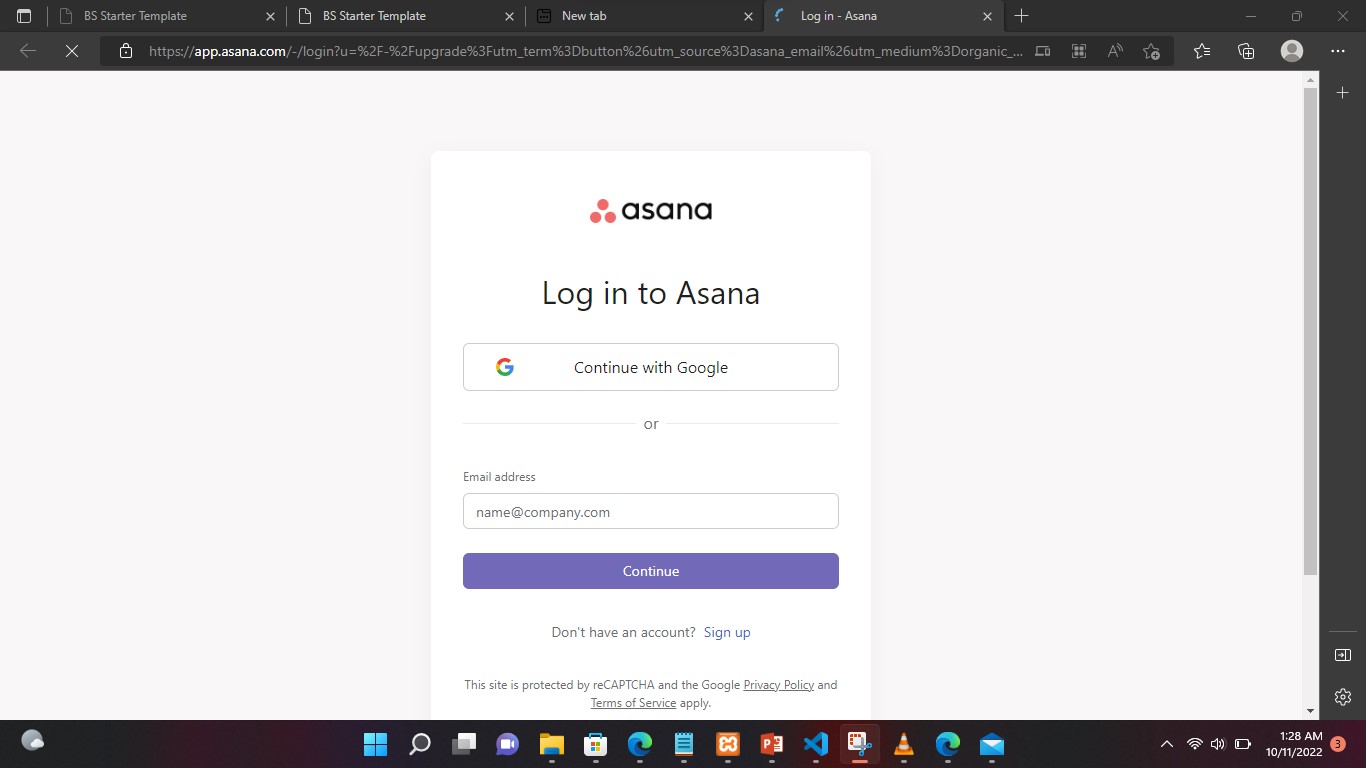 BS Starter Template
BS Starter Template
New tab
Log in - Asana
https://app.asana.com/-/login?u=%2F-%2Fupgrade%3Futm_term%3Dbutton%26utm_source%3Dasana_email%26utm_medium%3Dorganic_...
asana
Log in to Asana
Continue with Google
or
Email address
name@company.com
Continue
Don't have an account? Sign up
This site is protected by reCAPTCHA and the Google Privacy Policy and
Terms of Service apply.
1:28 AM
10/11/2022
3